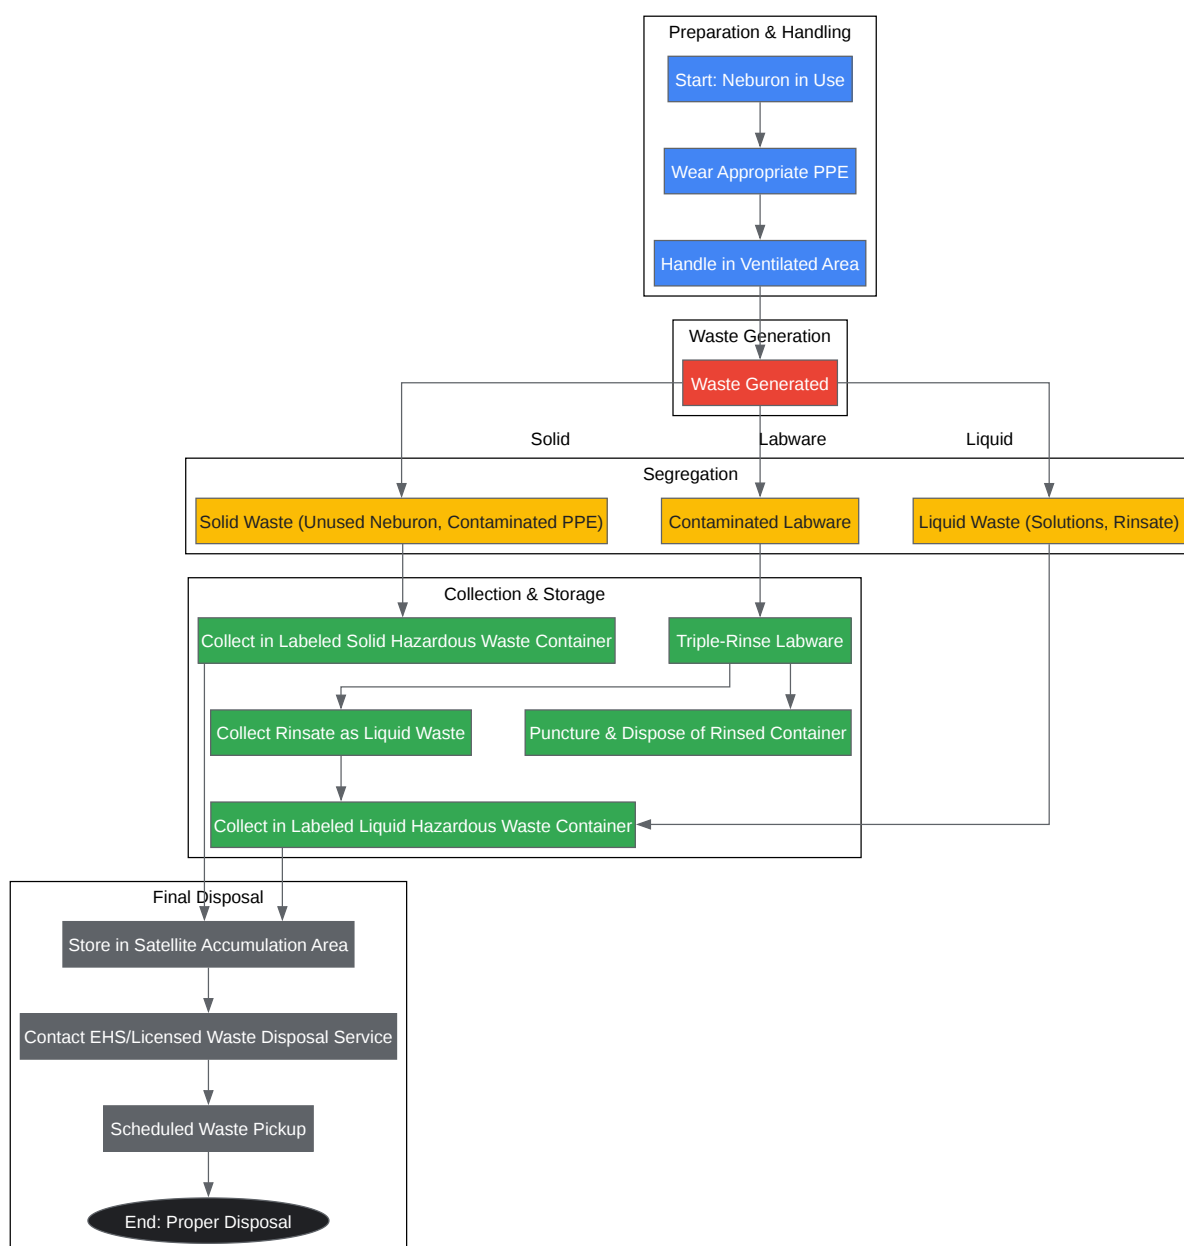 Preparation & Handling
Start: Neburon in Use
Wear Appropriate PPE
Handle in Ventilated Area
Waste Generation
Waste Generated
Solid
Labware
Liquid
Segregation
Solid Waste (Unused Neburon, Contaminated PPE)
Contaminated Labware
Liquid Waste (Solutions, Rinsate)
Collection & Storage
Collect in Labeled Solid Hazardous Waste Container
Triple-Rinse Labware
Collect Rinsate as Liquid Waste
Puncture & Dispose of Rinsed Container
Collect in Labeled Liquid Hazardous Waste Container
Final Disposal
Store in Satellite Accumulation Area
Contact EHS/Licensed Waste Disposal Service
Scheduled Waste Pickup
End: Proper Disposal